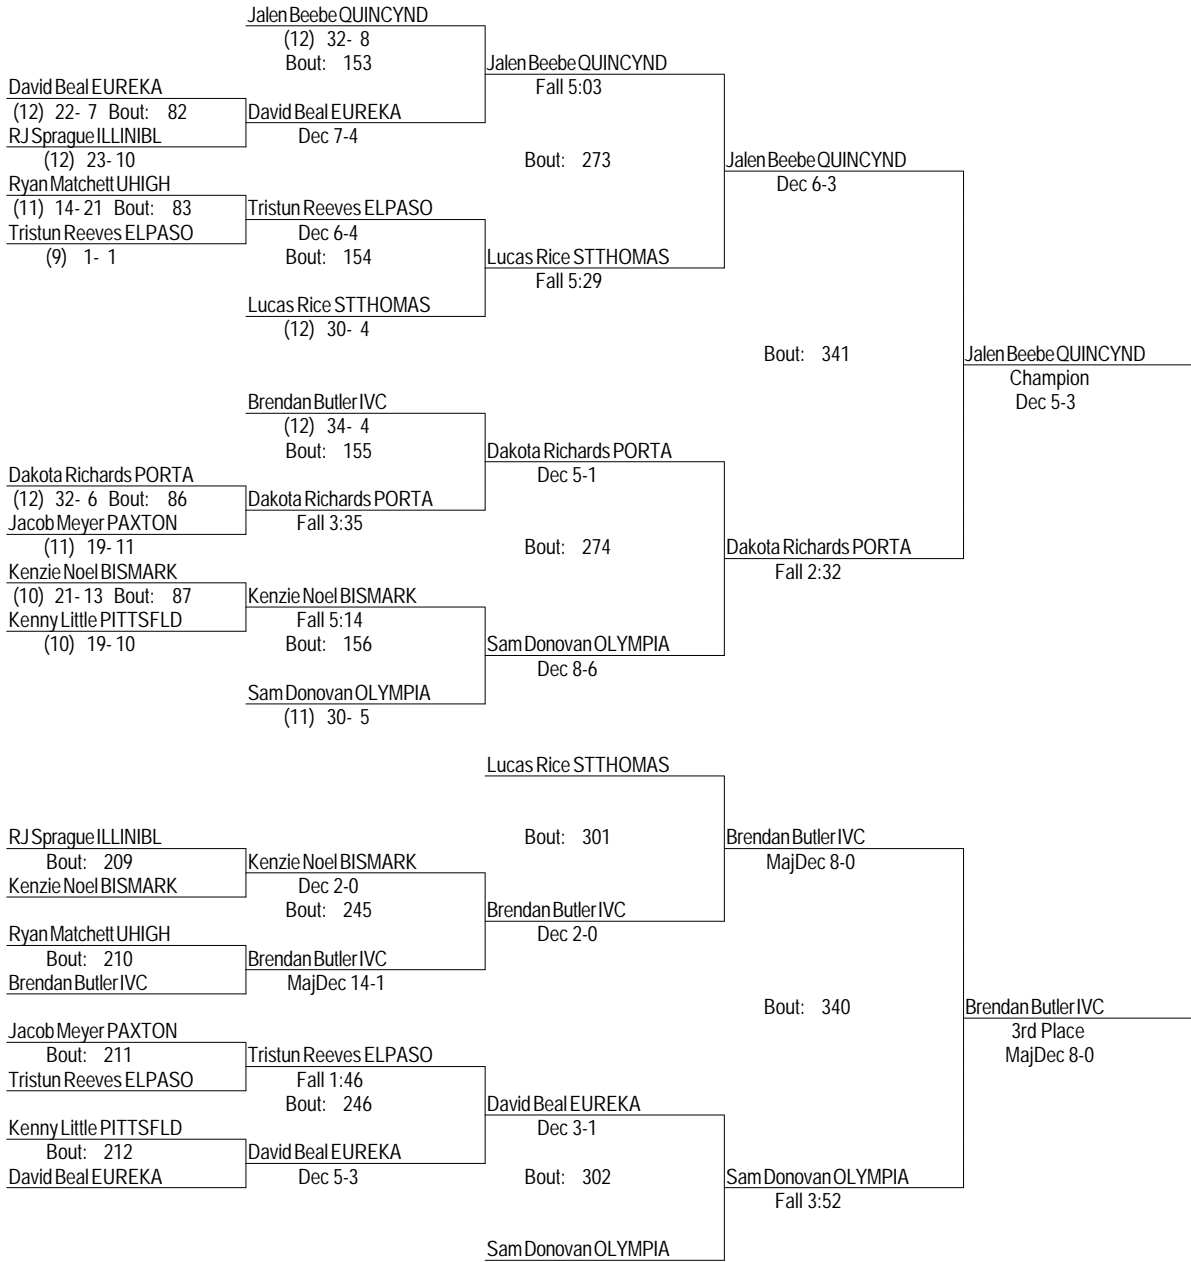 Jalen Beebe QUINCYND
(12) 32- 8
Bout: 153
Jalen Beebe QUINCYND
Fall 5:03
David Beal EUREKA
(12) 22- 7 Bout: 82
David Beal EUREKA
Dec 7-4
RJ Sprague ILLINIBL
(12) 23- 10
Bout: 273
Jalen Beebe QUINCYND
Dec 6-3
Ryan Matchett UHIGH
(11) 14- 21 Bout: 83
Tristun Reeves ELPASO
Dec 6-4
Bout: 154
Tristun Reeves ELPASO
(9) 1- 1
Lucas Rice STTHOMAS
Fall 5:29
Lucas Rice STTHOMAS
(12) 30- 4
Bout: 341
Jalen Beebe QUINCYND
Champion
Dec 5-3
Brendan Butler IVC
(12) 34- 4
Bout: 155
Dakota Richards PORTA
Dec 5-1
Dakota Richards PORTA
(12) 32- 6 Bout: 86
Dakota Richards PORTA
Fall 3:35
Jacob Meyer PAXTON
(11) 19- 11
Bout: 274
Dakota Richards PORTA
Fall 2:32
Kenzie Noel BISMARK
(10) 21- 13 Bout: 87
Kenzie Noel BISMARK
Fall 5:14
Bout: 156
Kenny Little PITTSFLD
(10) 19- 10
Sam Donovan OLYMPIA
Dec 8-6
Sam Donovan OLYMPIA
(11) 30- 5
Lucas Rice STTHOMAS
Bout: 301
Brendan Butler IVC
MajDec 8-0
RJ Sprague ILLINIBL
Bout: 209
Kenzie Noel BISMARK
Kenzie Noel BISMARK
Dec 2-0
Bout: 245
Brendan Butler IVC
Dec 2-0
Ryan Matchett UHIGH
Bout: 210
Brendan Butler IVC
Brendan Butler IVC
MajDec 14-1
Bout: 340
Brendan Butler IVC
3rd Place
MajDec 8-0
Jacob Meyer PAXTON
Bout: 211
Tristun Reeves ELPASO
Tristun Reeves ELPASO
Fall 1:46
Bout: 246
David Beal EUREKA
Dec 3-1
Kenny Little PITTSFLD
Bout: 212
David Beal EUREKA
David Beal EUREKA
Dec 5-3
Bout: 302
Sam Donovan OLYMPIA
Fall 3:52
Sam Donovan OLYMPIA